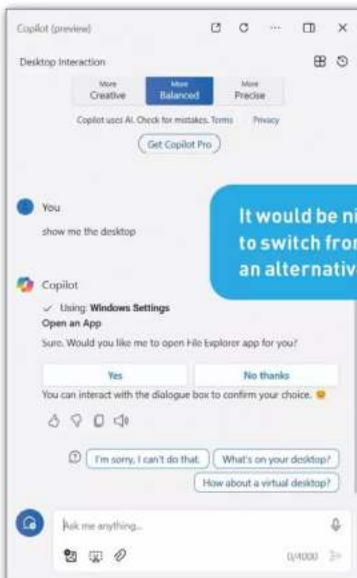 Copilot (preview)
Desktop Interaction
More Creative
More Balanced
More Precise
Copilot uses AI. Check for mistakes. Terms Privacy
Get Copilot Pro
You
show me the desktop
It would be ni
to switch fron
an alternativ
Copilot
✓ Using: Windows Settings
Open an App
Sure. Would you like me to open File Explorer app for you?
Yes No thanks
You can interact with the dialogue box to confirm your choice. 😊
I'm sorry, I can't do that. What's on your desktop?
How about a virtual desktop?
Ask me anything...
0/4000